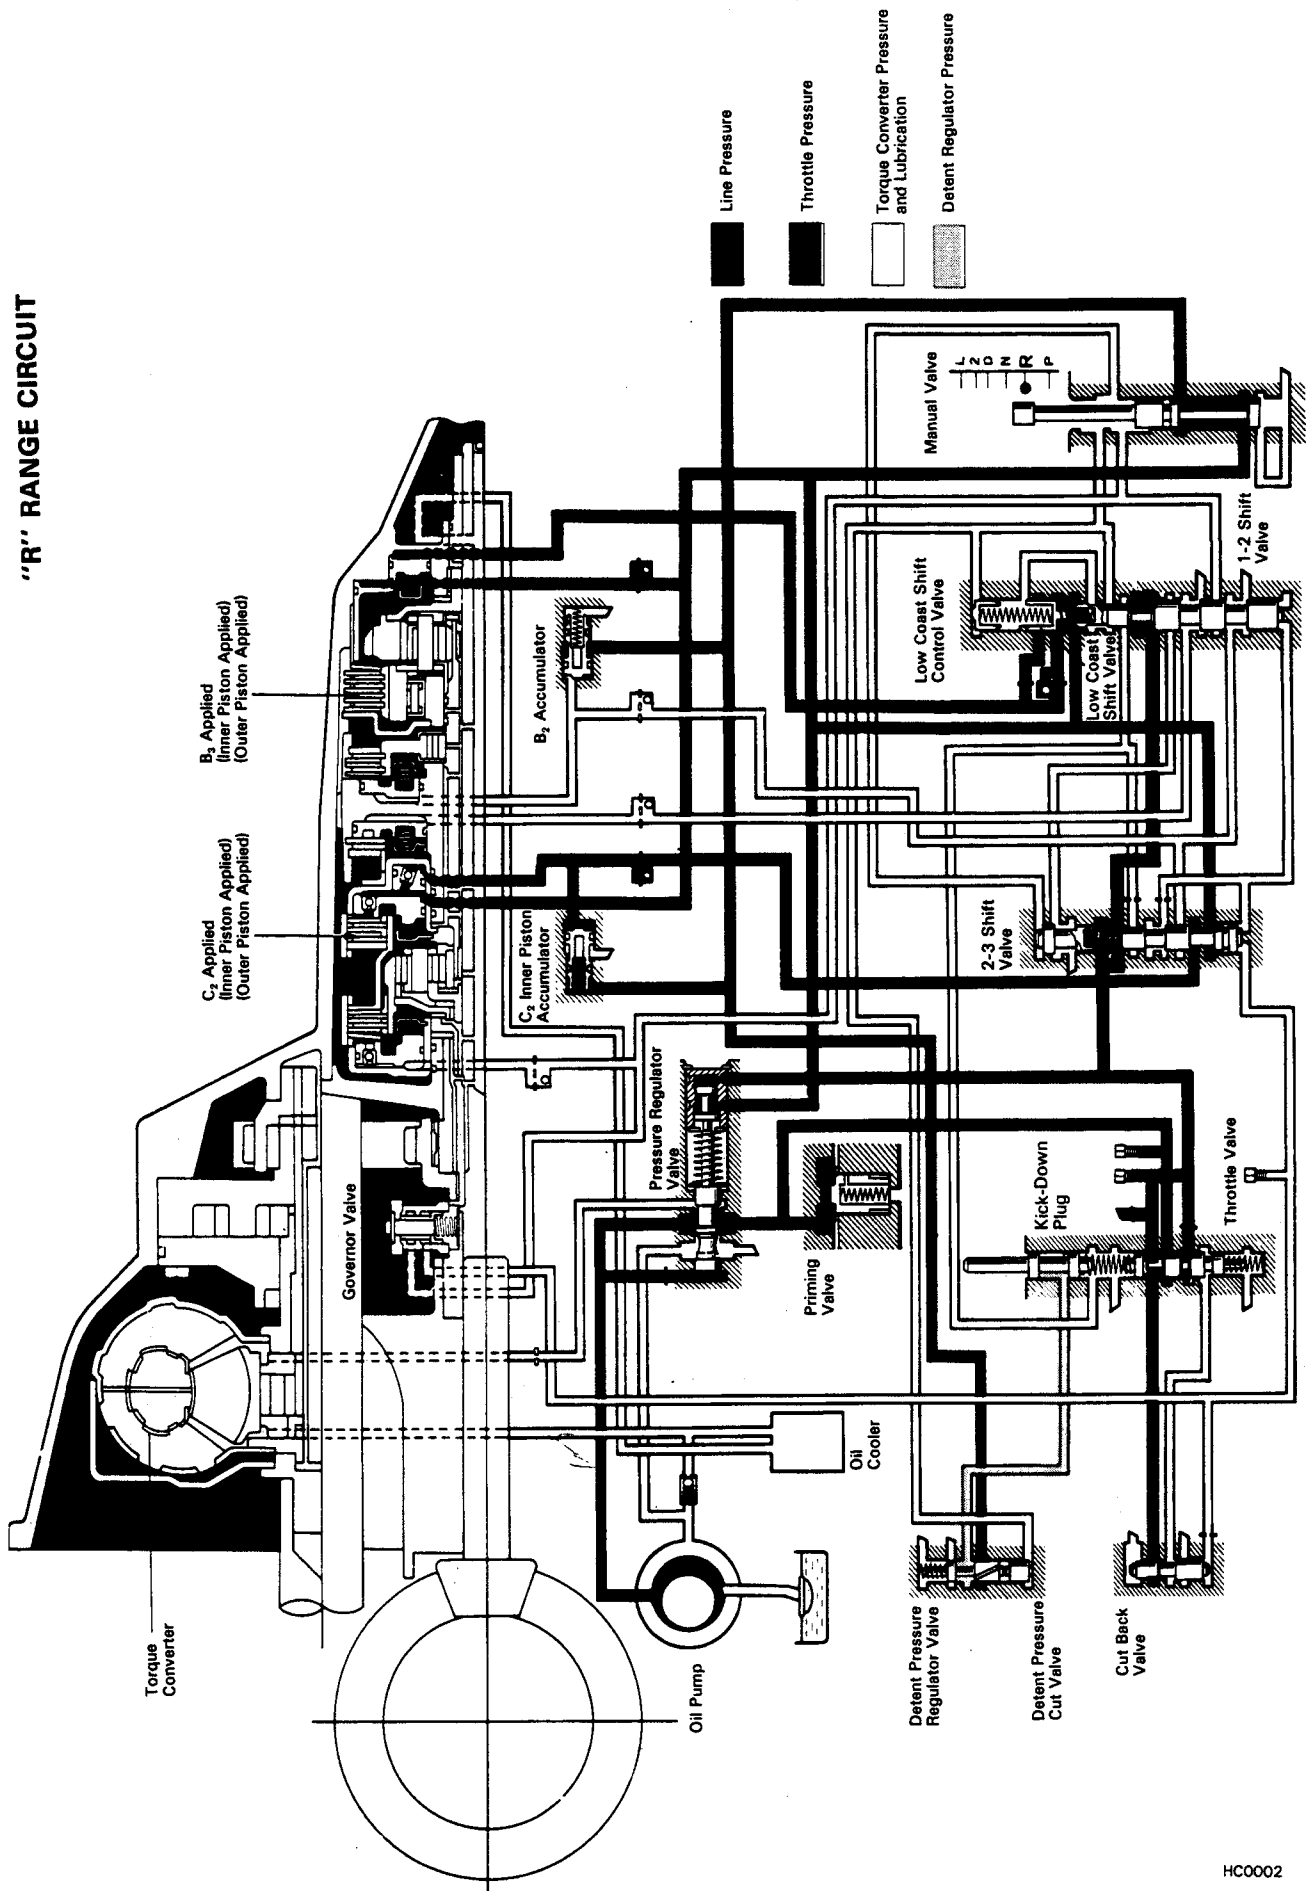 "R" RANGE CIRCUIT
Torque
Converter
C2 Applied
(Inner Piston Applied)
(Outer Piston Applied)
B3 Applied
(Inner Piston Applied)
(Outer Piston Applied)
Governor Valve
Oil Pump
Oil
Cooler
Pressure Regulator
Valve
C2 Inner Piston
Accumulator
B2 Accumulator
Line Pressure
Throttle Pressure
Torque Converter Pressure
and Lubrication
Detent Regulator Pressure
Priming
Valve
Detent Pressure
Regulator Valve
Detent Pressure
Cut Valve
Cut Back
Valve
Kick-Down
Plug
Throttle Valve
2-3 Shift
Valve
Low Coast Shift
Control Valve
Low Coast
Shift Valve
1-2 Shift
Valve
Manual Valve
L
2
D
N
R
P
HC0002